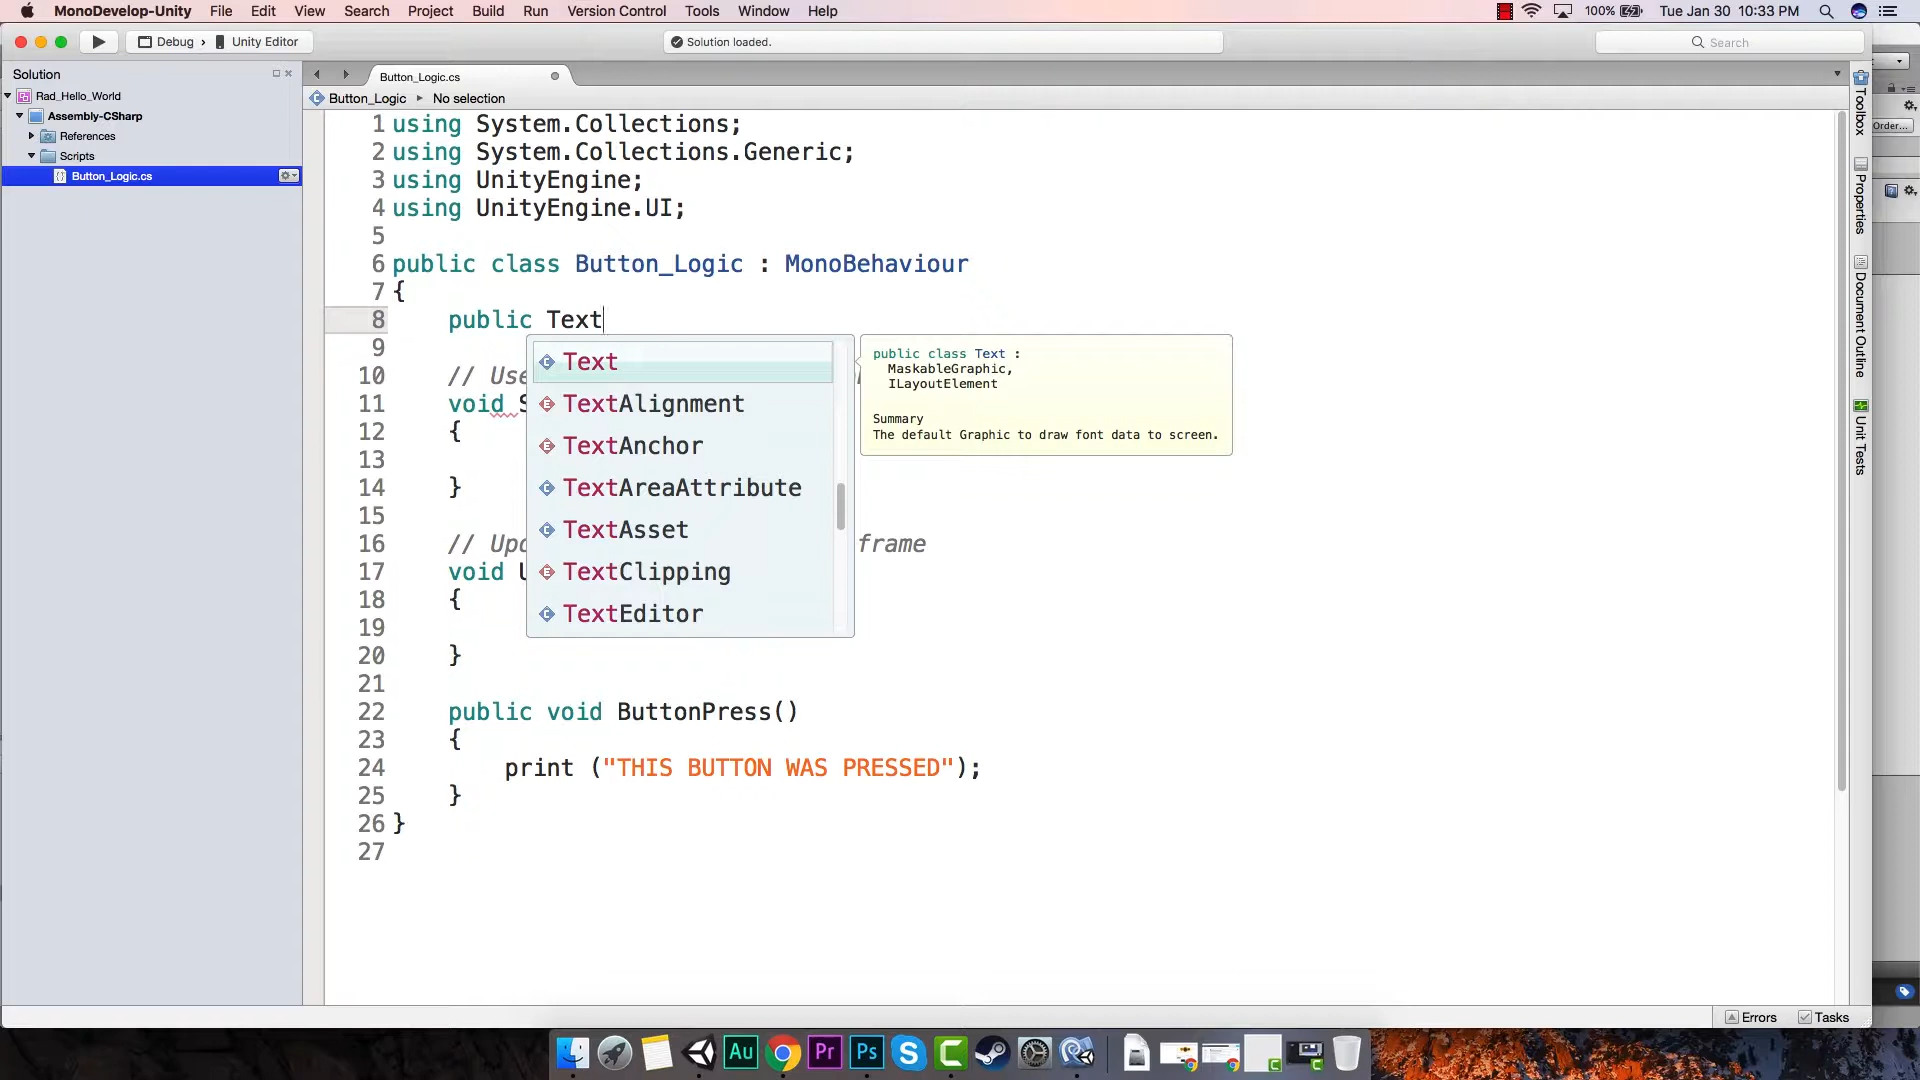 MonoDevelop-Unity File Edit View Search Project Build Run Version Control Tools Window Help 100% Tue Jan 30 10:33 PM
Debug › Unity Editor Solution loaded. Search
Solution
Rad_Hello_World
Assembly-CSharp
References
Scripts
Button_Logic.cs
Button_Logic.cs
Button_Logic ▸ No selection
1 using System.Collections;
2 using System.Collections.Generic;
3 using UnityEngine;
4 using UnityEngine.UI;
5
6 public class Button_Logic : MonoBehaviour
7 {
8 public Text
9
10 // Use
11 void S
12 {
13
14 }
15
16 // Upd frame
17 void U
18 {
19
20 }
21
22 public void ButtonPress()
23 {
24 print ("THIS BUTTON WAS PRESSED");
25 }
26 }
27
Text
TextAlignment
TextAnchor
TextAreaAttribute
TextAsset
TextClipping
TextEditor
public class Text :
MaskableGraphic,
ILayoutElement
Summary
The default Graphic to draw font data to screen.
Toolbox
Properties
Document Outline
Unit Tests
Order...
Errors Tasks
Au Pr Ps S